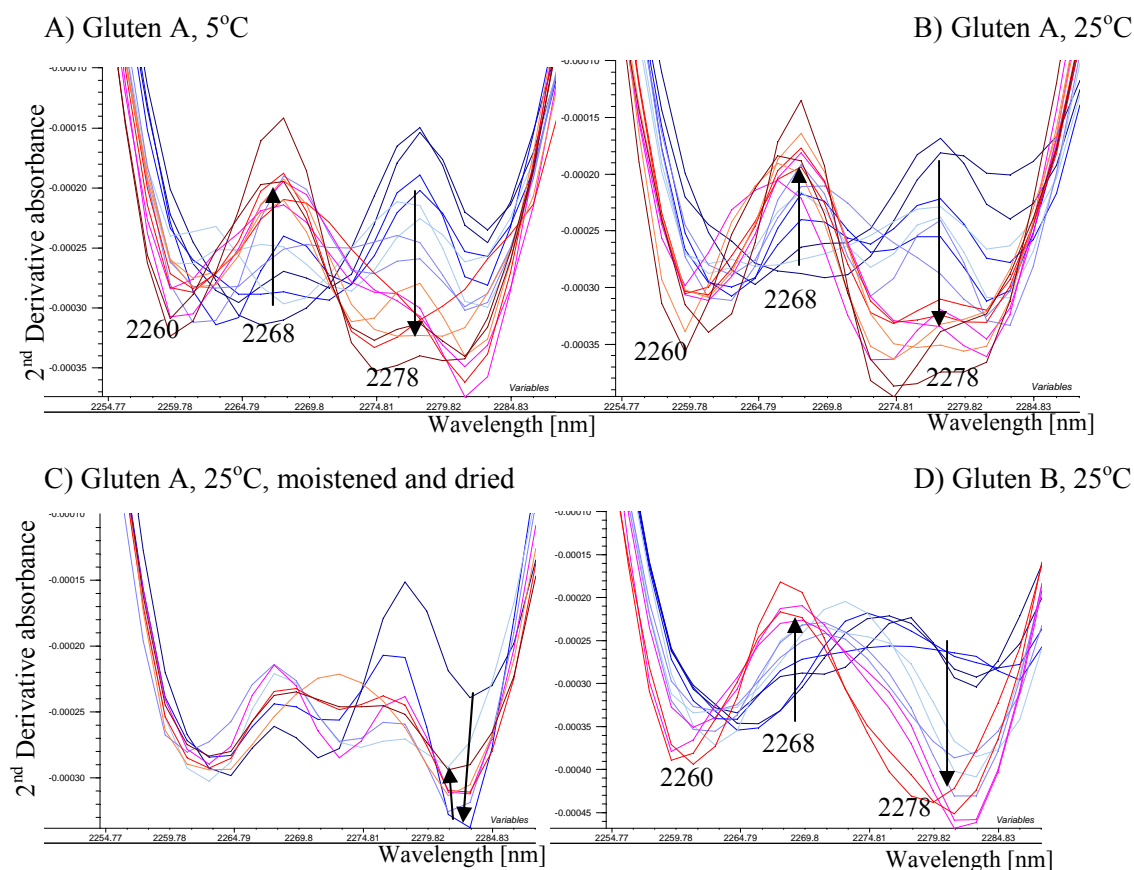 A) Gluten A, 5°C
B) Gluten A, 25°C
2nd Derivative absorbance
-0.00010
-0.00015
-0.00020
-0.00025
-0.00030
-0.00035
2260
2268
2278
Variables
2254.77 2259.78 2264.79 2269.8 2274.81 2279.82 2284.83
Wavelength [nm]
-0.00010
-0.00015
-0.00020
-0.00025
-0.00030
-0.00035
2260
2268
2278
Variables
2254.77 2259.78 2264.79 2269.8 2274.81 2279.82 2284.83
Wavelength [nm]
C) Gluten A, 25°C, moistened and dried
D) Gluten B, 25°C
2nd Derivative absorbance
-0.00010
-0.00015
-0.00020
-0.00025
-0.00030
Variables
2254.77 2259.78 2264.79 2269.8 2274.81 2279.82 2284.83
Wavelength [nm]
-0.00010
-0.00015
-0.00020
-0.00025
-0.00030
-0.00035
-0.00040
-0.00045
2260
2268
2278
Variables
2254.77 2259.78 2264.79 2269.8 2274.81 2279.82 2284.83
Wavelength [nm]